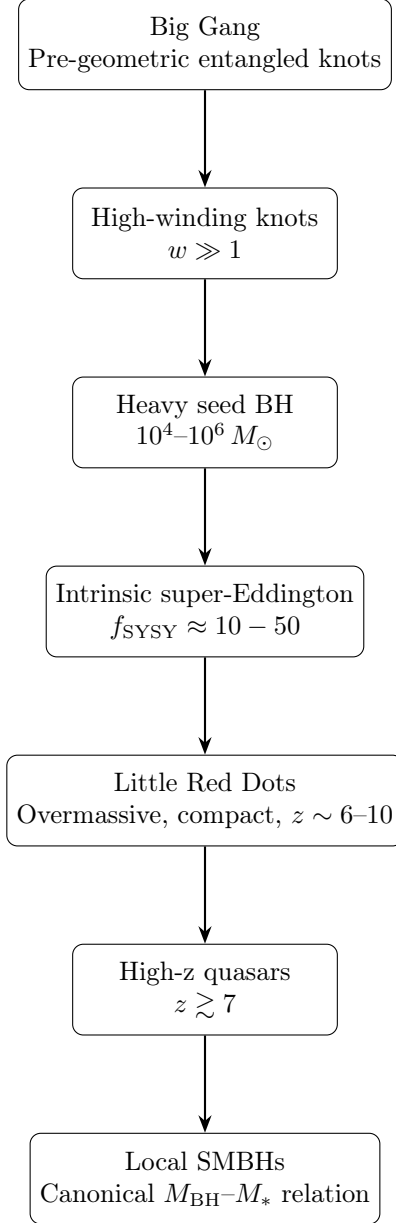 Big Gang
Pre-geometric entangled knots
High-winding knots
w ≫ 1
Heavy seed BH
10⁴–10⁶ M⊙
Intrinsic super-Eddington
f_SYSY ≈ 10 − 50
Little Red Dots
Overmassive, compact, z ∼ 6–10
High-z quasars
z ≳ 7
Local SMBHs
Canonical M_BH–M_* relation